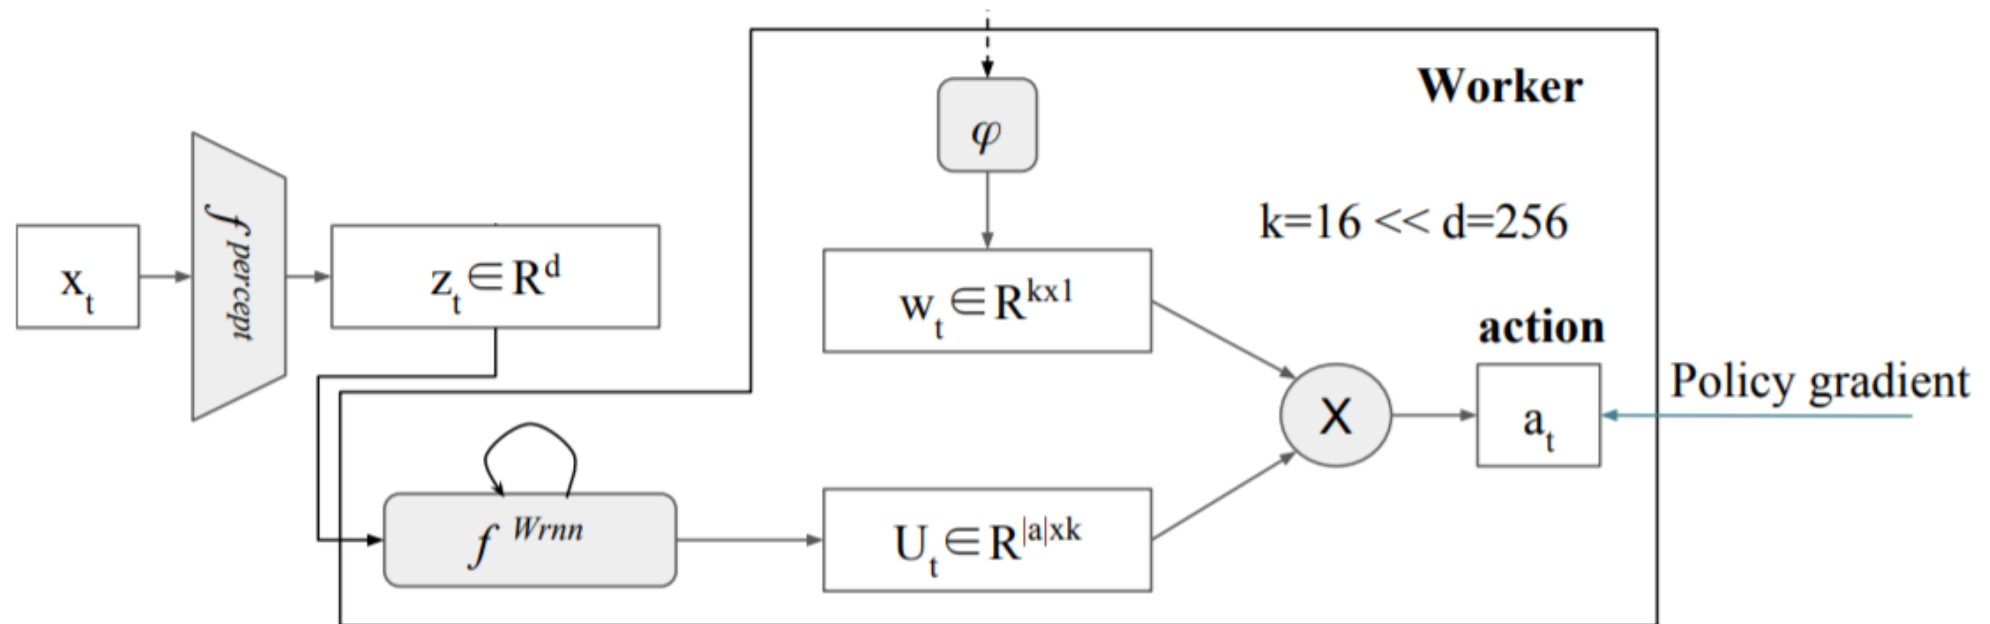 Worker
φ
k=16 << d=256
x_t
f^percept
z_t ∈ R^d
w_t ∈ R^kx1
action
Policy gradient
X
a_t
f^Wrnn
U_t ∈ R^|a|xk